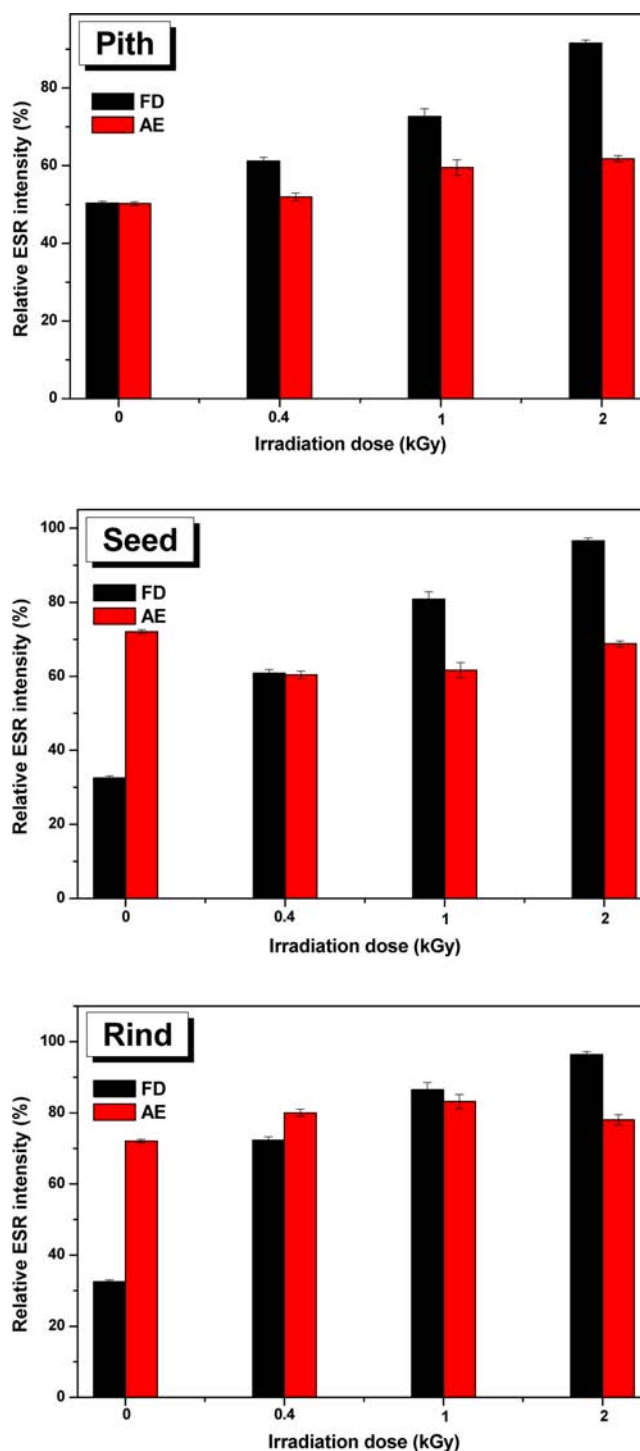 Pith
FD
AE
Relative ESR intensity (%)
80
60
40
20
0
0 0.4 1 2
Irradiation dose (kGy)
Seed
FD
AE
Relative ESR intensity (%)
100
80
60
40
20
0
0 0.4 1 2
Irradiation dose (kGy)
Rind
FD
AE
Relative ESR intensity (%)
100
80
60
40
20
0
0 0.4 1 2
Irradiation dose (kGy)